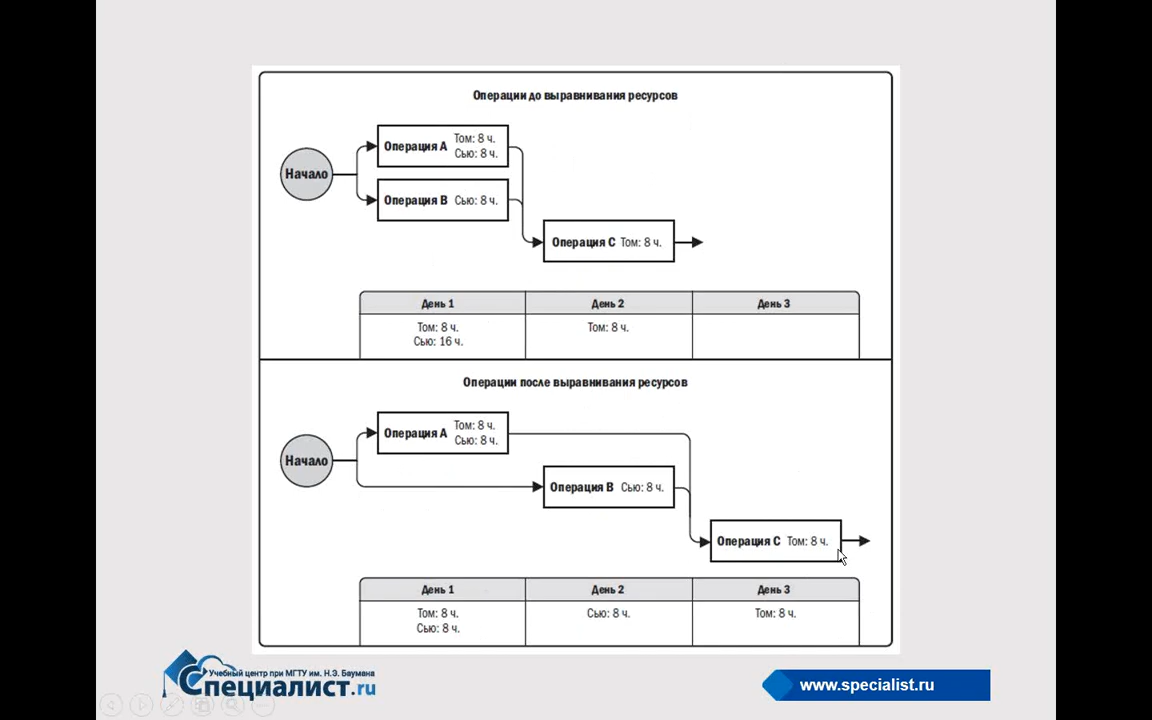 Операции до выравнивания ресурсов
Начало
Операция A Том: 8 ч.
Сью: 8 ч.
Операция B Сью: 8 ч.
Операция C Том: 8 ч.
День 1 День 2 День 3
Том: 8 ч. Том: 8 ч.
Сью: 16 ч.
Операции после выравнивания ресурсов
Начало
Операция A Том: 8 ч.
Сью: 8 ч.
Операция B Сью: 8 ч.
Операция C Том: 8 ч.
День 1 День 2 День 3
Том: 8 ч. Сью: 8 ч. Том: 8 ч.
Сью: 8 ч.
Учебный центр при МГТУ им. Н.Э. Баумана
Специалист.ru
www.specialist.ru